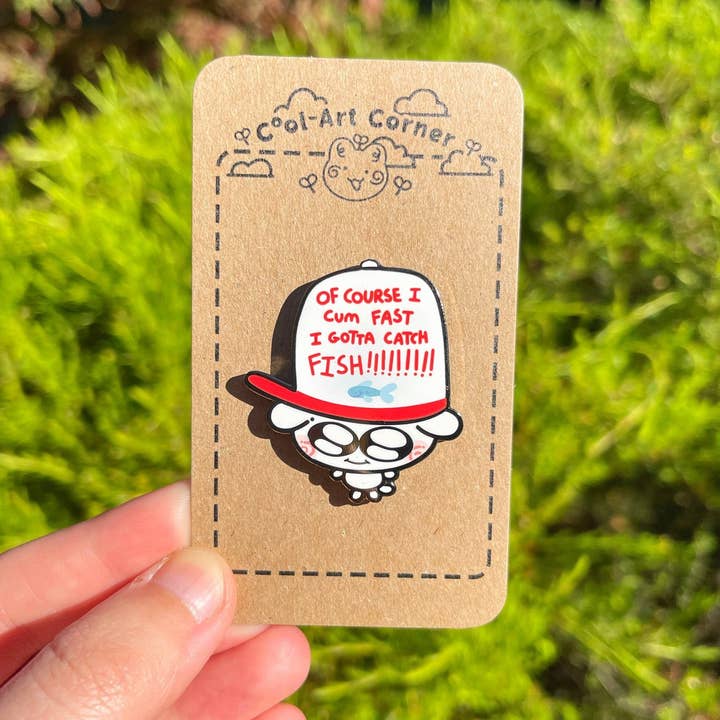 Cool-Art Corner
OF COURSE I
Cum FAST
I GOTTA CATCH
FISH!!!!!!!!!